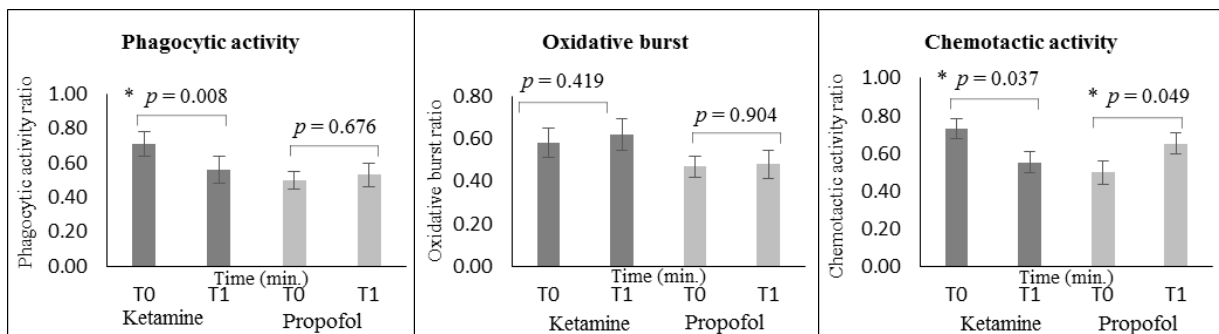 Phagocytic activity
Phagocytic activity ratio
1.00
0.80
0.60
0.40
0.20
0.00
* p = 0.008
p = 0.676
Time (min.)
T0 T1 T0 T1
Ketamine Propofol
Oxidative burst
Oxidative burst ratio
0.80
0.60
0.40
0.20
0.00
p = 0.419
p = 0.904
Time (min.)
T0 T1 T0 T1
Ketamine Propofol
Chemotactic activity
Chemotactic activity ratio
1.00
0.80
0.60
0.40
0.20
0.00
* p = 0.037
* p = 0.049
Time (min.)
T0 T1 T0 T1
Ketamine Propofol